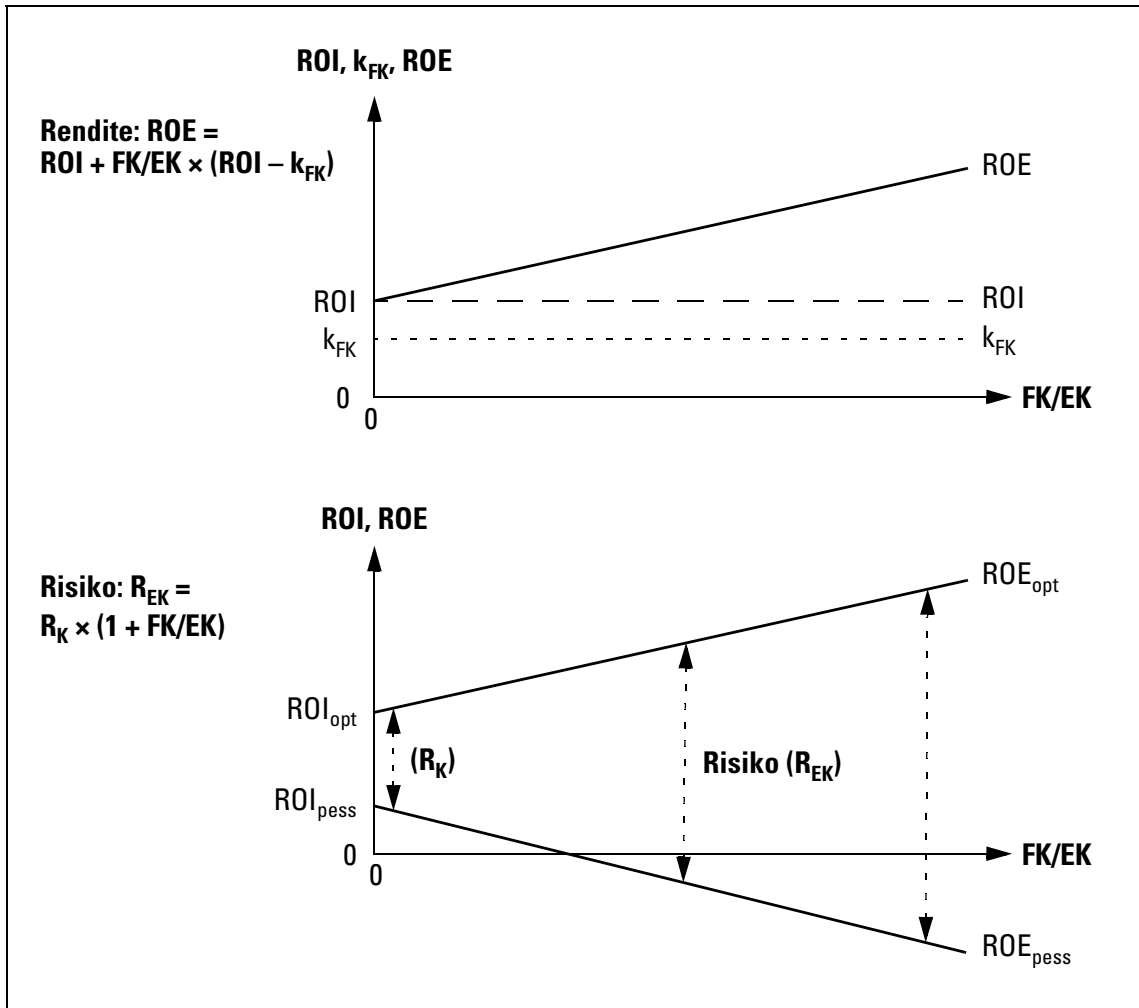 ROI, kFK, ROE
Rendite: ROE =
ROI + FK/EK × (ROI – kFK)
ROE
ROI
ROI
kFK
kFK
0
FK/EK
0
ROI, ROE
Risiko: REK =
RK × (1 + FK/EK)
ROEopt
ROIopt
(RK)
Risiko (REK)
ROIpess
0
FK/EK
0
ROEpess